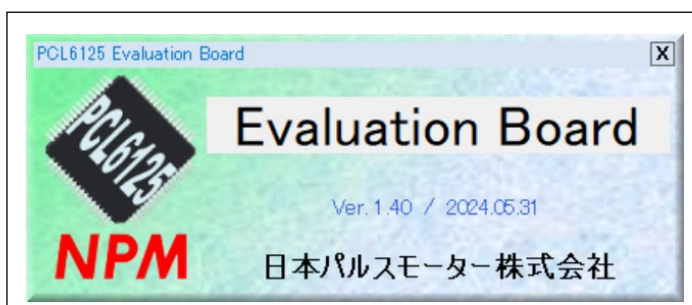 PCL6125 Evaluation Board
X
PCL6125
Evaluation Board
Ver. 1.40 / 2024.05.31
NPM
日本パルスモーター株式会社